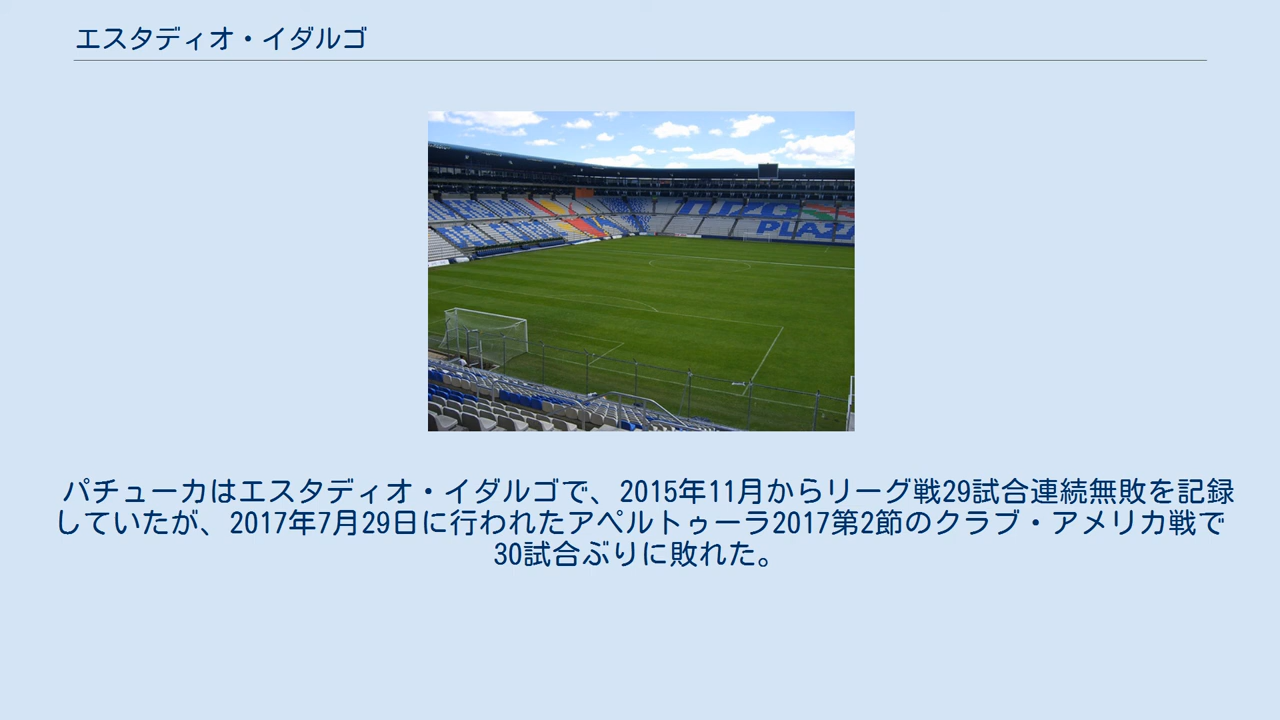 エスタディオ・イダルゴ
PLAZA
パチューカはエスタディオ・イダルゴで、2015年11月からリーグ戦29試合連続無敗を記録
していたが、2017年7月29日に行われたアペルトゥーラ2017第2節のクラブ・アメリカ戦で
30試合ぶりに敗れた。